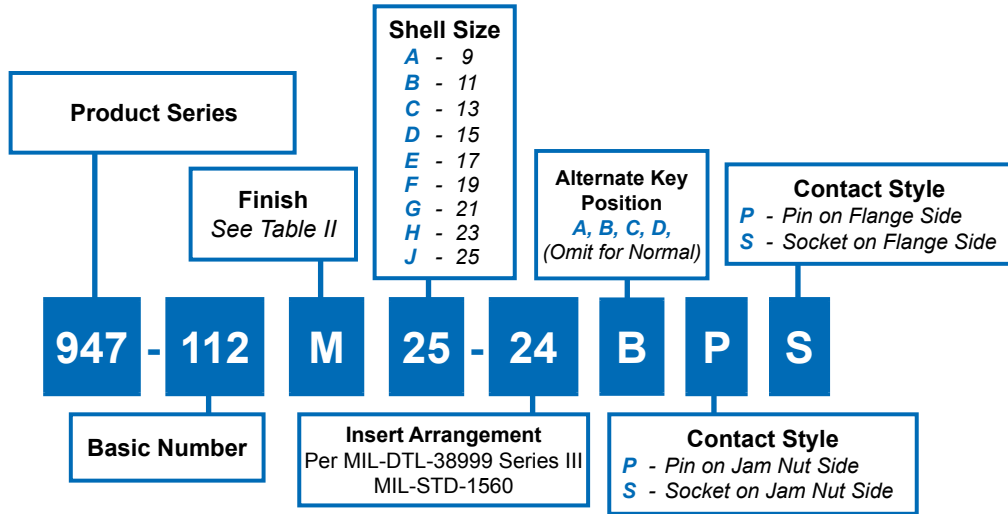 Shell Size
A - 9
B - 11
C - 13
D - 15
E - 17
F - 19
G - 21
H - 23
J - 25
Product Series
Finish
See Table II
Alternate Key
Position
A, B, C, D,
(Omit for Normal)
Contact Style
P - Pin on Flange Side
S - Socket on Flange Side
947 - 112 M 25 - 24 B P S
Basic Number
Insert Arrangement
Per MIL-DTL-38999 Series III
MIL-STD-1560
Contact Style
P - Pin on Jam Nut Side
S - Socket on Jam Nut Side